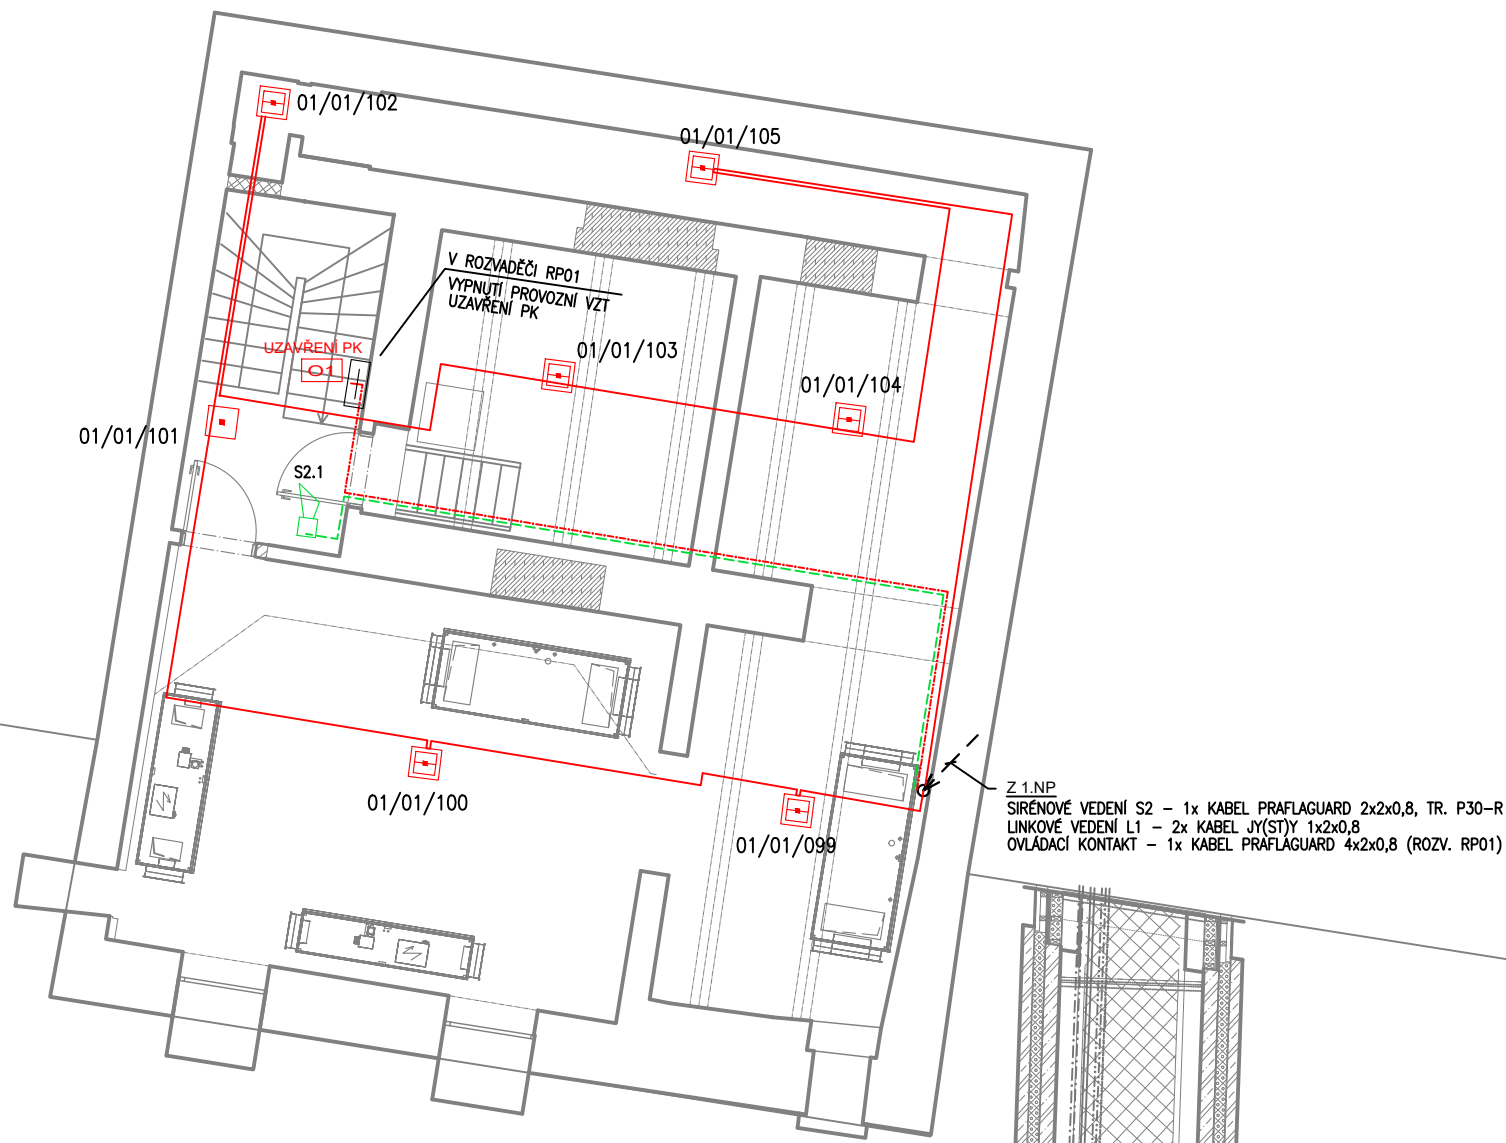 01/01/102
01/01/105
V ROZVADĚČI RP01
VYPNUTÍ PROVOZNÍ VZT
UZAVŘENÍ PK
UZAVŘENÍ PK
O1
01/01/103
01/01/104
01/01/101
S2.1
01/01/100
01/01/099
Z 1.NP
SIRÉNOVÉ VEDENÍ S2 – 1x KABEL PRAFLAGUARD 2x2x0,8, TR. P30–R
LINKOVÉ VEDENÍ L1 – 2x KABEL JY(ST)Y 1x2x0,8
OVLÁDACÍ KONTAKT – 1x KABEL PRAFLAGUARD 4x2x0,8 (ROZV. RP01)